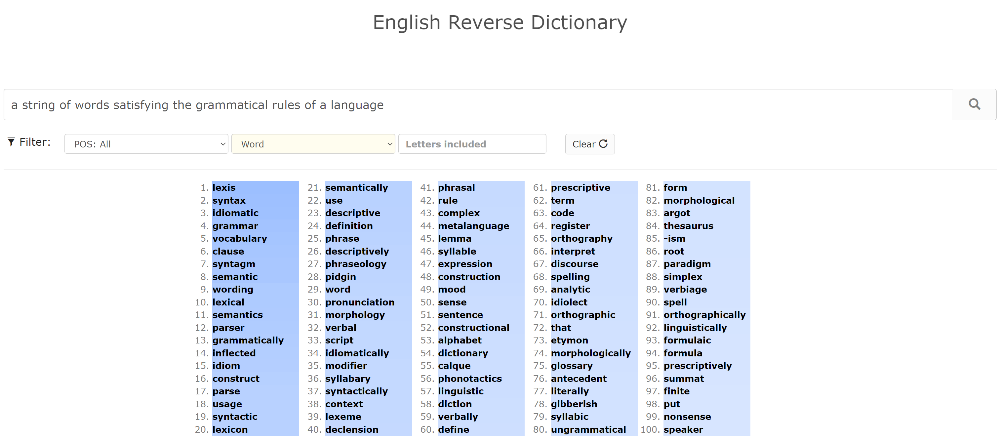 English Reverse Dictionary
a string of words satisfying the grammatical rules of a language
Filter: POS: All Word Letters included Clear
1. lexis
2. syntax
3. idiomatic
4. grammar
5. vocabulary
6. clause
7. syntagm
8. semantic
9. wording
10. lexical
11. semantics
12. parser
13. grammatically
14. inflected
15. idiom
16. construct
17. parse
18. usage
19. syntactic
20. lexicon
21. semantically
22. use
23. descriptive
24. definition
25. phrase
26. descriptively
27. phraseology
28. pidgin
29. word
30. pronunciation
31. morphology
32. verbal
33. script
34. idiomatically
35. modifier
36. syllabary
37. syntactically
38. context
39. lexeme
40. declension
41. phrasal
42. rule
43. complex
44. metalanguage
45. lemma
46. syllable
47. expression
48. construction
49. mood
50. sense
51. sentence
52. constructional
53. alphabet
54. dictionary
55. calque
56. phonotactics
57. linguistic
58. diction
59. verbally
60. define
61. prescriptive
62. term
63. code
64. register
65. orthography
66. interpret
67. discourse
68. spelling
69. analytic
70. idiolect
71. orthographic
72. that
73. etymon
74. morphologically
75. glossary
76. antecedent
77. literally
78. gibberish
79. syllabic
80. ungrammatical
81. form
82. morphological
83. argot
84. thesaurus
85. -ism
86. root
87. paradigm
88. simplex
89. verbiage
90. spell
91. orthographically
92. linguistically
93. formulaic
94. formula
95. prescriptively
96. summat
97. finite
98. put
99. nonsense
100. speaker